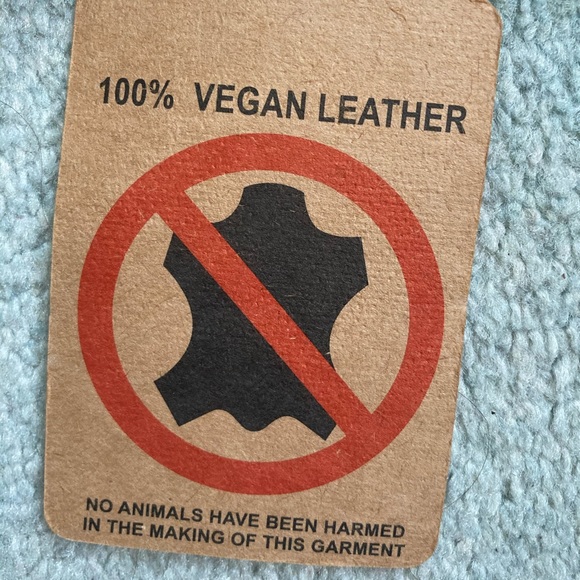 100% VEGAN LEATHER
NO ANIMALS HAVE BEEN HARMED
IN THE MAKING OF THIS GARMENT